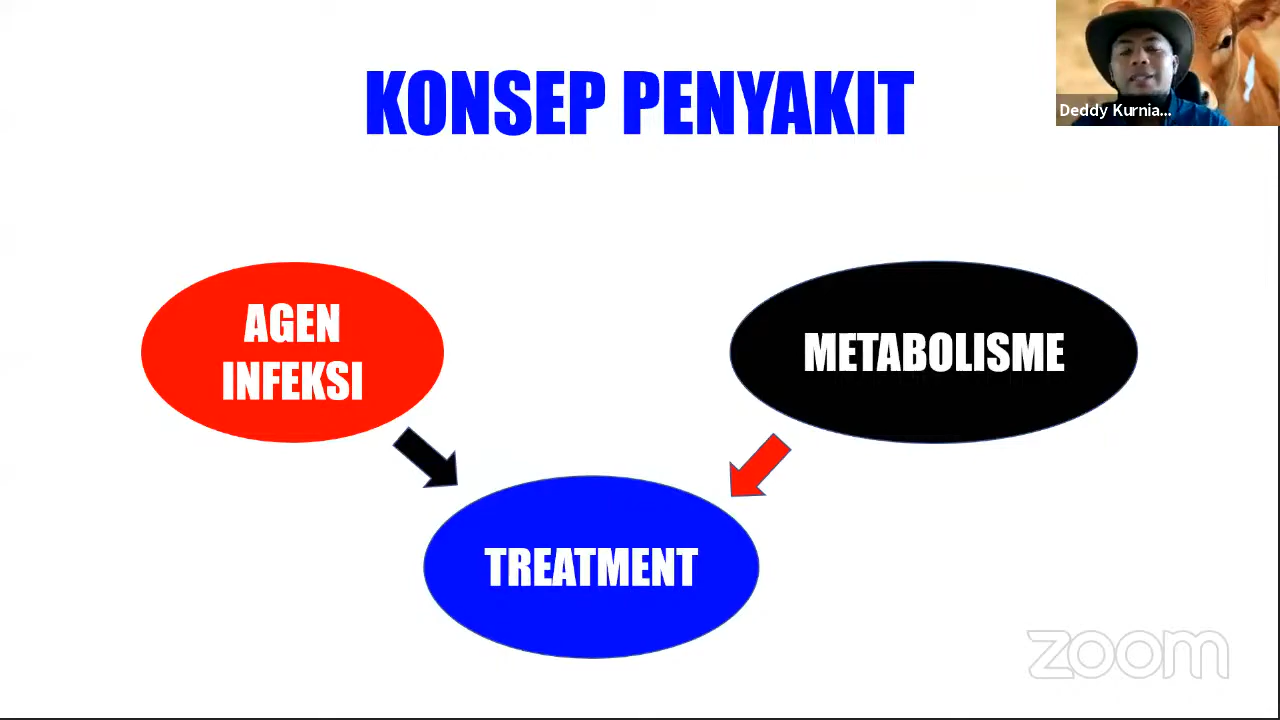 KONSEP PENYAKIT
Deddy Kurnia...
AGEN
INFEKSI
METABOLISME
TREATMENT
zoom